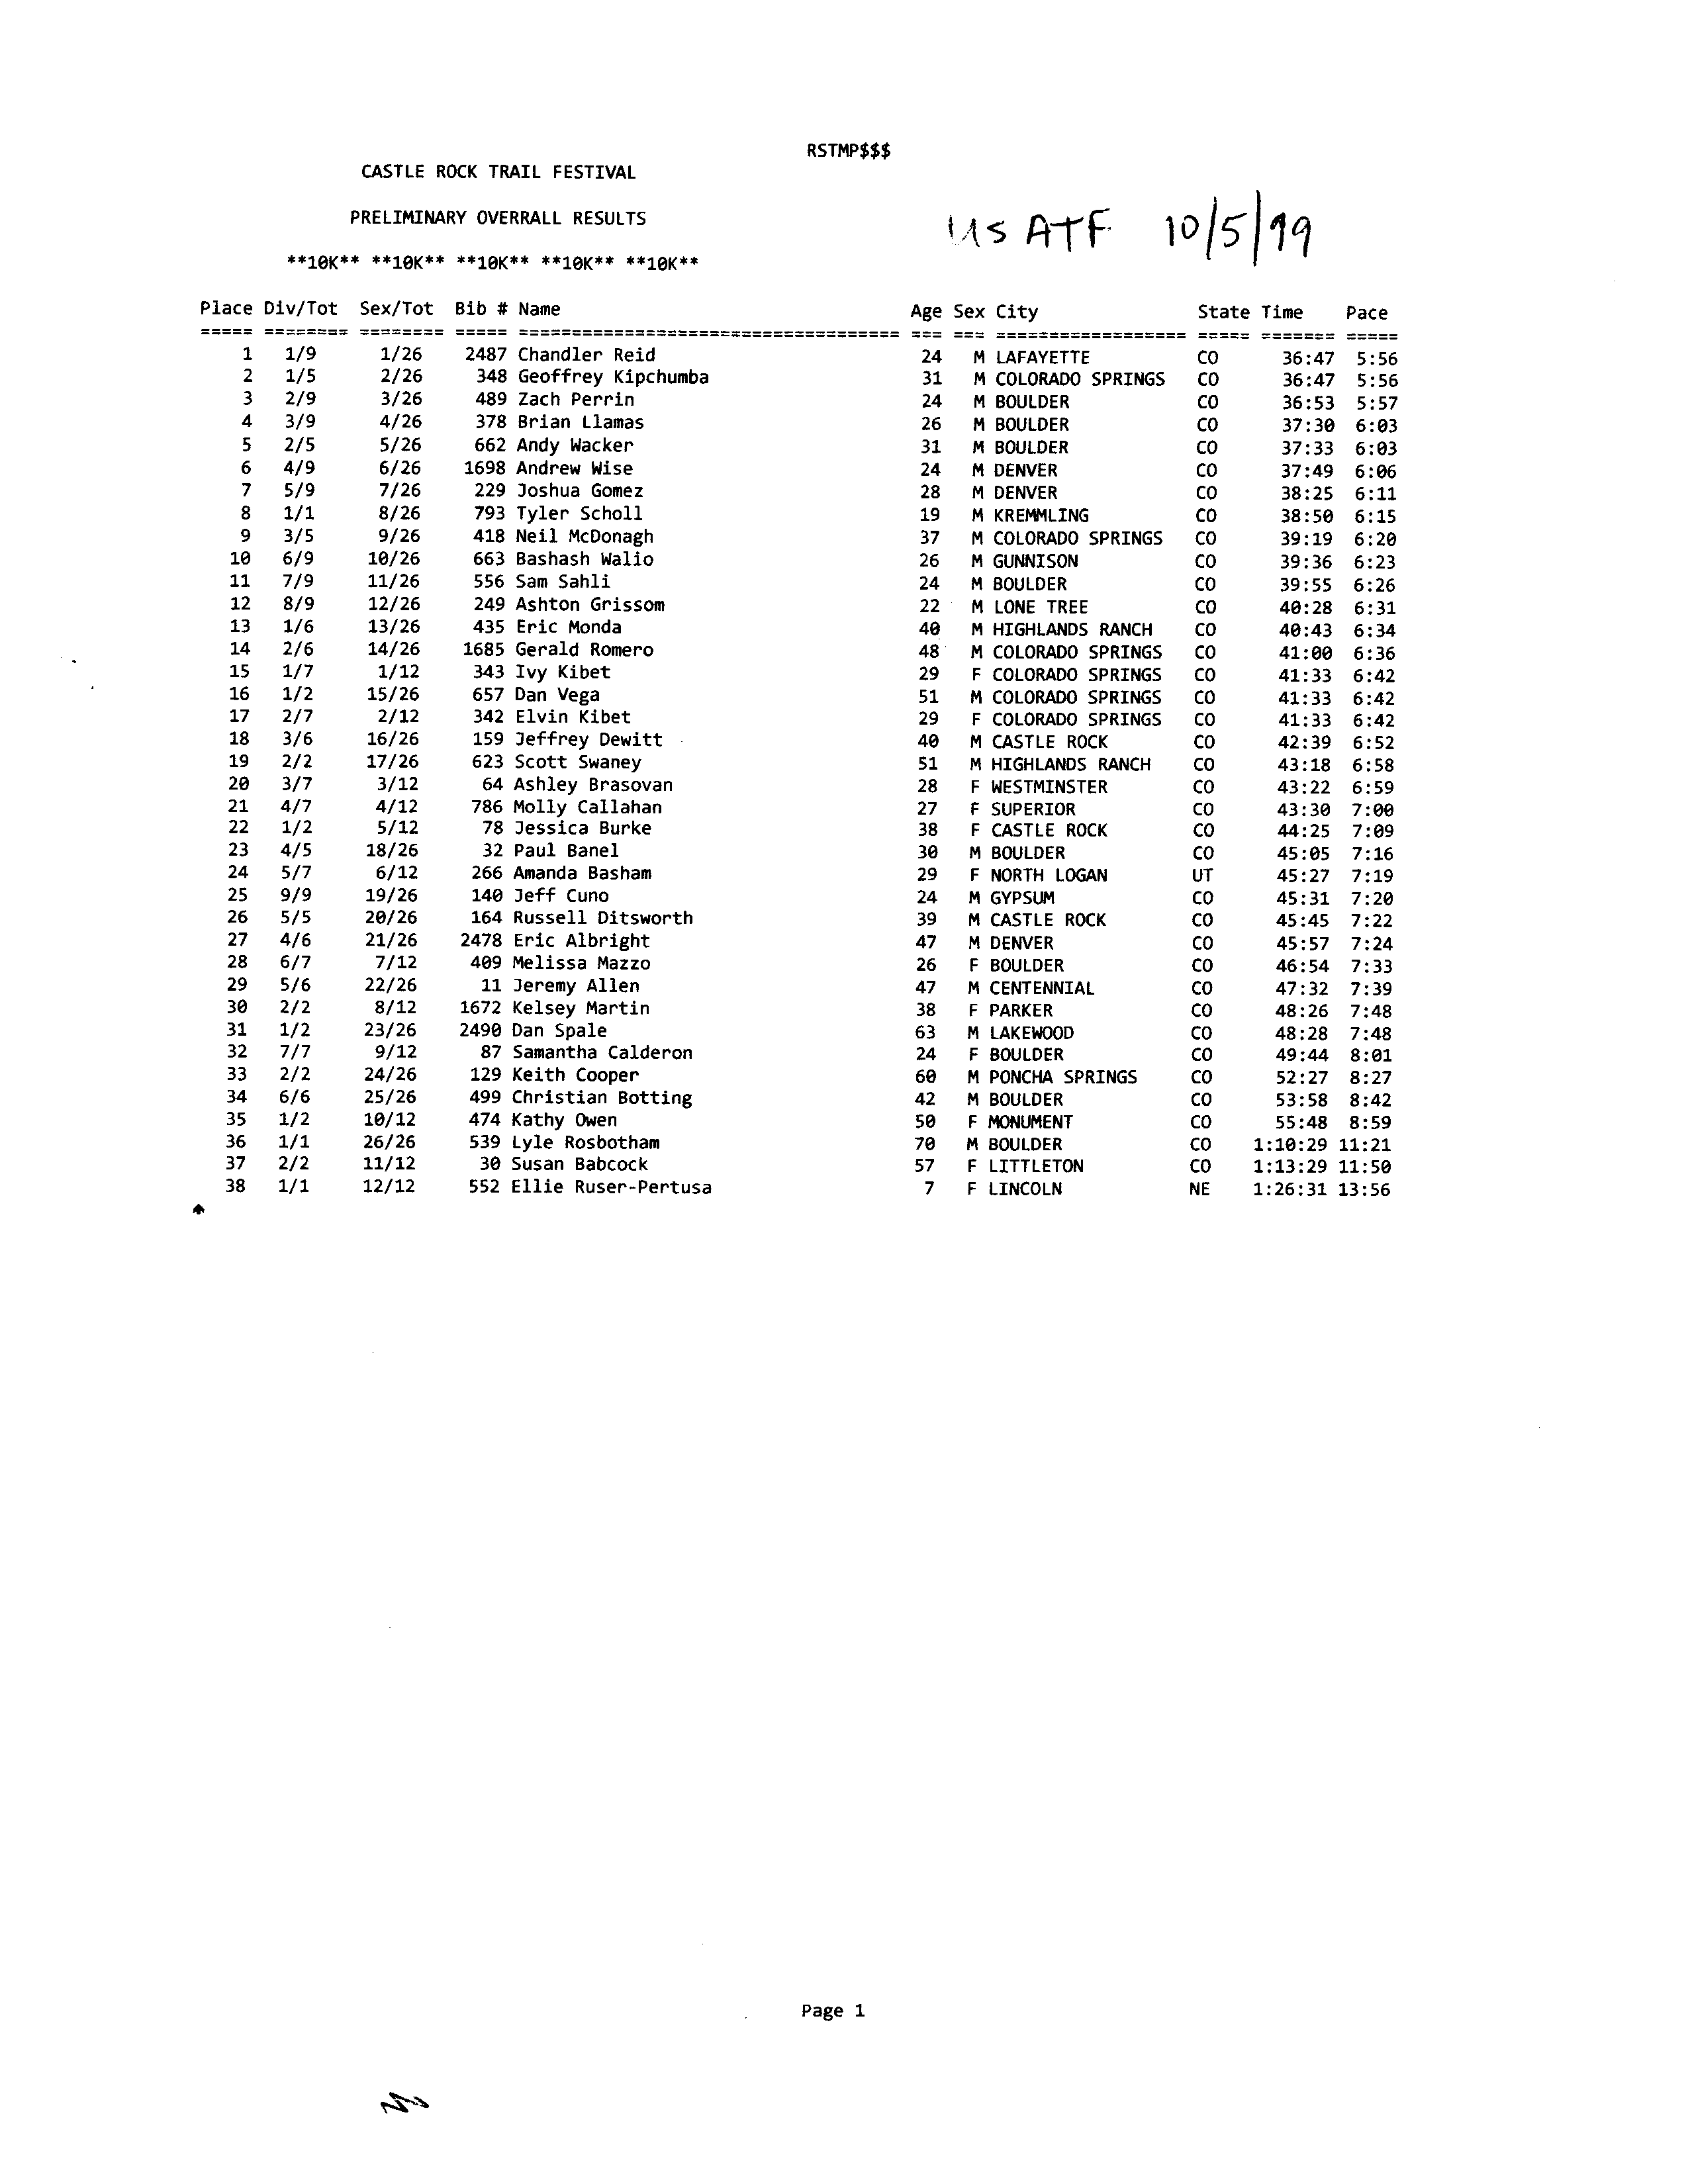 RSTMP$$$
CASTLE ROCK TRAIL FESTIVAL
PRELIMINARY OVERRALL RESULTS
USATF 10/5/19
**10K** **10K** **10K** **10K** **10K**
Place Div/Tot Sex/Tot Bib # Name Age Sex City State Time Pace
===== ======== ======== ===== ==================================== === === ================== ===== ======= =====
1 1/9 1/26 2487 Chandler Reid 24 M LAFAYETTE CO 36:47 5:56
2 1/5 2/26 348 Geoffrey Kipchumba 31 M COLORADO SPRINGS CO 36:47 5:56
3 2/9 3/26 489 Zach Perrin 24 M BOULDER CO 36:53 5:57
4 3/9 4/26 378 Brian Llamas 26 M BOULDER CO 37:30 6:03
5 2/5 5/26 662 Andy Wacker 31 M BOULDER CO 37:33 6:03
6 4/9 6/26 1698 Andrew Wise 24 M DENVER CO 37:49 6:06
7 5/9 7/26 229 Joshua Gomez 28 M DENVER CO 38:25 6:11
8 1/1 8/26 793 Tyler Scholl 19 M KREMMLING CO 38:50 6:15
9 3/5 9/26 418 Neil McDonagh 37 M COLORADO SPRINGS CO 39:19 6:20
10 6/9 10/26 663 Bashash Walio 26 M GUNNISON CO 39:36 6:23
11 7/9 11/26 556 Sam Sahli 24 M BOULDER CO 39:55 6:26
12 8/9 12/26 249 Ashton Grissom 22 M LONE TREE CO 40:28 6:31
13 1/6 13/26 435 Eric Monda 40 M HIGHLANDS RANCH CO 40:43 6:34
14 2/6 14/26 1685 Gerald Romero 48 M COLORADO SPRINGS CO 41:00 6:36
15 1/7 1/12 343 Ivy Kibet 29 F COLORADO SPRINGS CO 41:33 6:42
16 1/2 15/26 657 Dan Vega 51 M COLORADO SPRINGS CO 41:33 6:42
17 2/7 2/12 342 Elvin Kibet 29 F COLORADO SPRINGS CO 41:33 6:42
18 3/6 16/26 159 Jeffrey Dewitt 40 M CASTLE ROCK CO 42:39 6:52
19 2/2 17/26 623 Scott Swaney 51 M HIGHLANDS RANCH CO 43:18 6:58
20 3/7 3/12 64 Ashley Brasovan 28 F WESTMINSTER CO 43:22 6:59
21 4/7 4/12 786 Molly Callahan 27 F SUPERIOR CO 43:30 7:00
22 1/2 5/12 78 Jessica Burke 38 F CASTLE ROCK CO 44:25 7:09
23 4/5 18/26 32 Paul Banel 30 M BOULDER CO 45:05 7:16
24 5/7 6/12 266 Amanda Basham 29 F NORTH LOGAN UT 45:27 7:19
25 9/9 19/26 140 Jeff Cuno 24 M GYPSUM CO 45:31 7:20
26 5/5 20/26 164 Russell Ditsworth 39 M CASTLE ROCK CO 45:45 7:22
27 4/6 21/26 2478 Eric Albright 47 M DENVER CO 45:57 7:24
28 6/7 7/12 409 Melissa Mazzo 26 F BOULDER CO 46:54 7:33
29 5/6 22/26 11 Jeremy Allen 47 M CENTENNIAL CO 47:32 7:39
30 2/2 8/12 1672 Kelsey Martin 38 F PARKER CO 48:26 7:48
31 1/2 23/26 2490 Dan Spale 63 M LAKEWOOD CO 48:28 7:48
32 7/7 9/12 87 Samantha Calderon 24 F BOULDER CO 49:44 8:01
33 2/2 24/26 129 Keith Cooper 60 M PONCHA SPRINGS CO 52:27 8:27
34 6/6 25/26 499 Christian Botting 42 M BOULDER CO 53:58 8:42
35 1/2 10/12 474 Kathy Owen 50 F MONUMENT CO 55:48 8:59
36 1/1 26/26 539 Lyle Rosbotham 70 M BOULDER CO 1:10:29 11:21
37 2/2 11/12 30 Susan Babcock 57 F LITTLETON CO 1:13:29 11:50
38 1/1 12/12 552 Ellie Ruser-Pertusa 7 F LINCOLN NE 1:26:31 13:56
Page 1